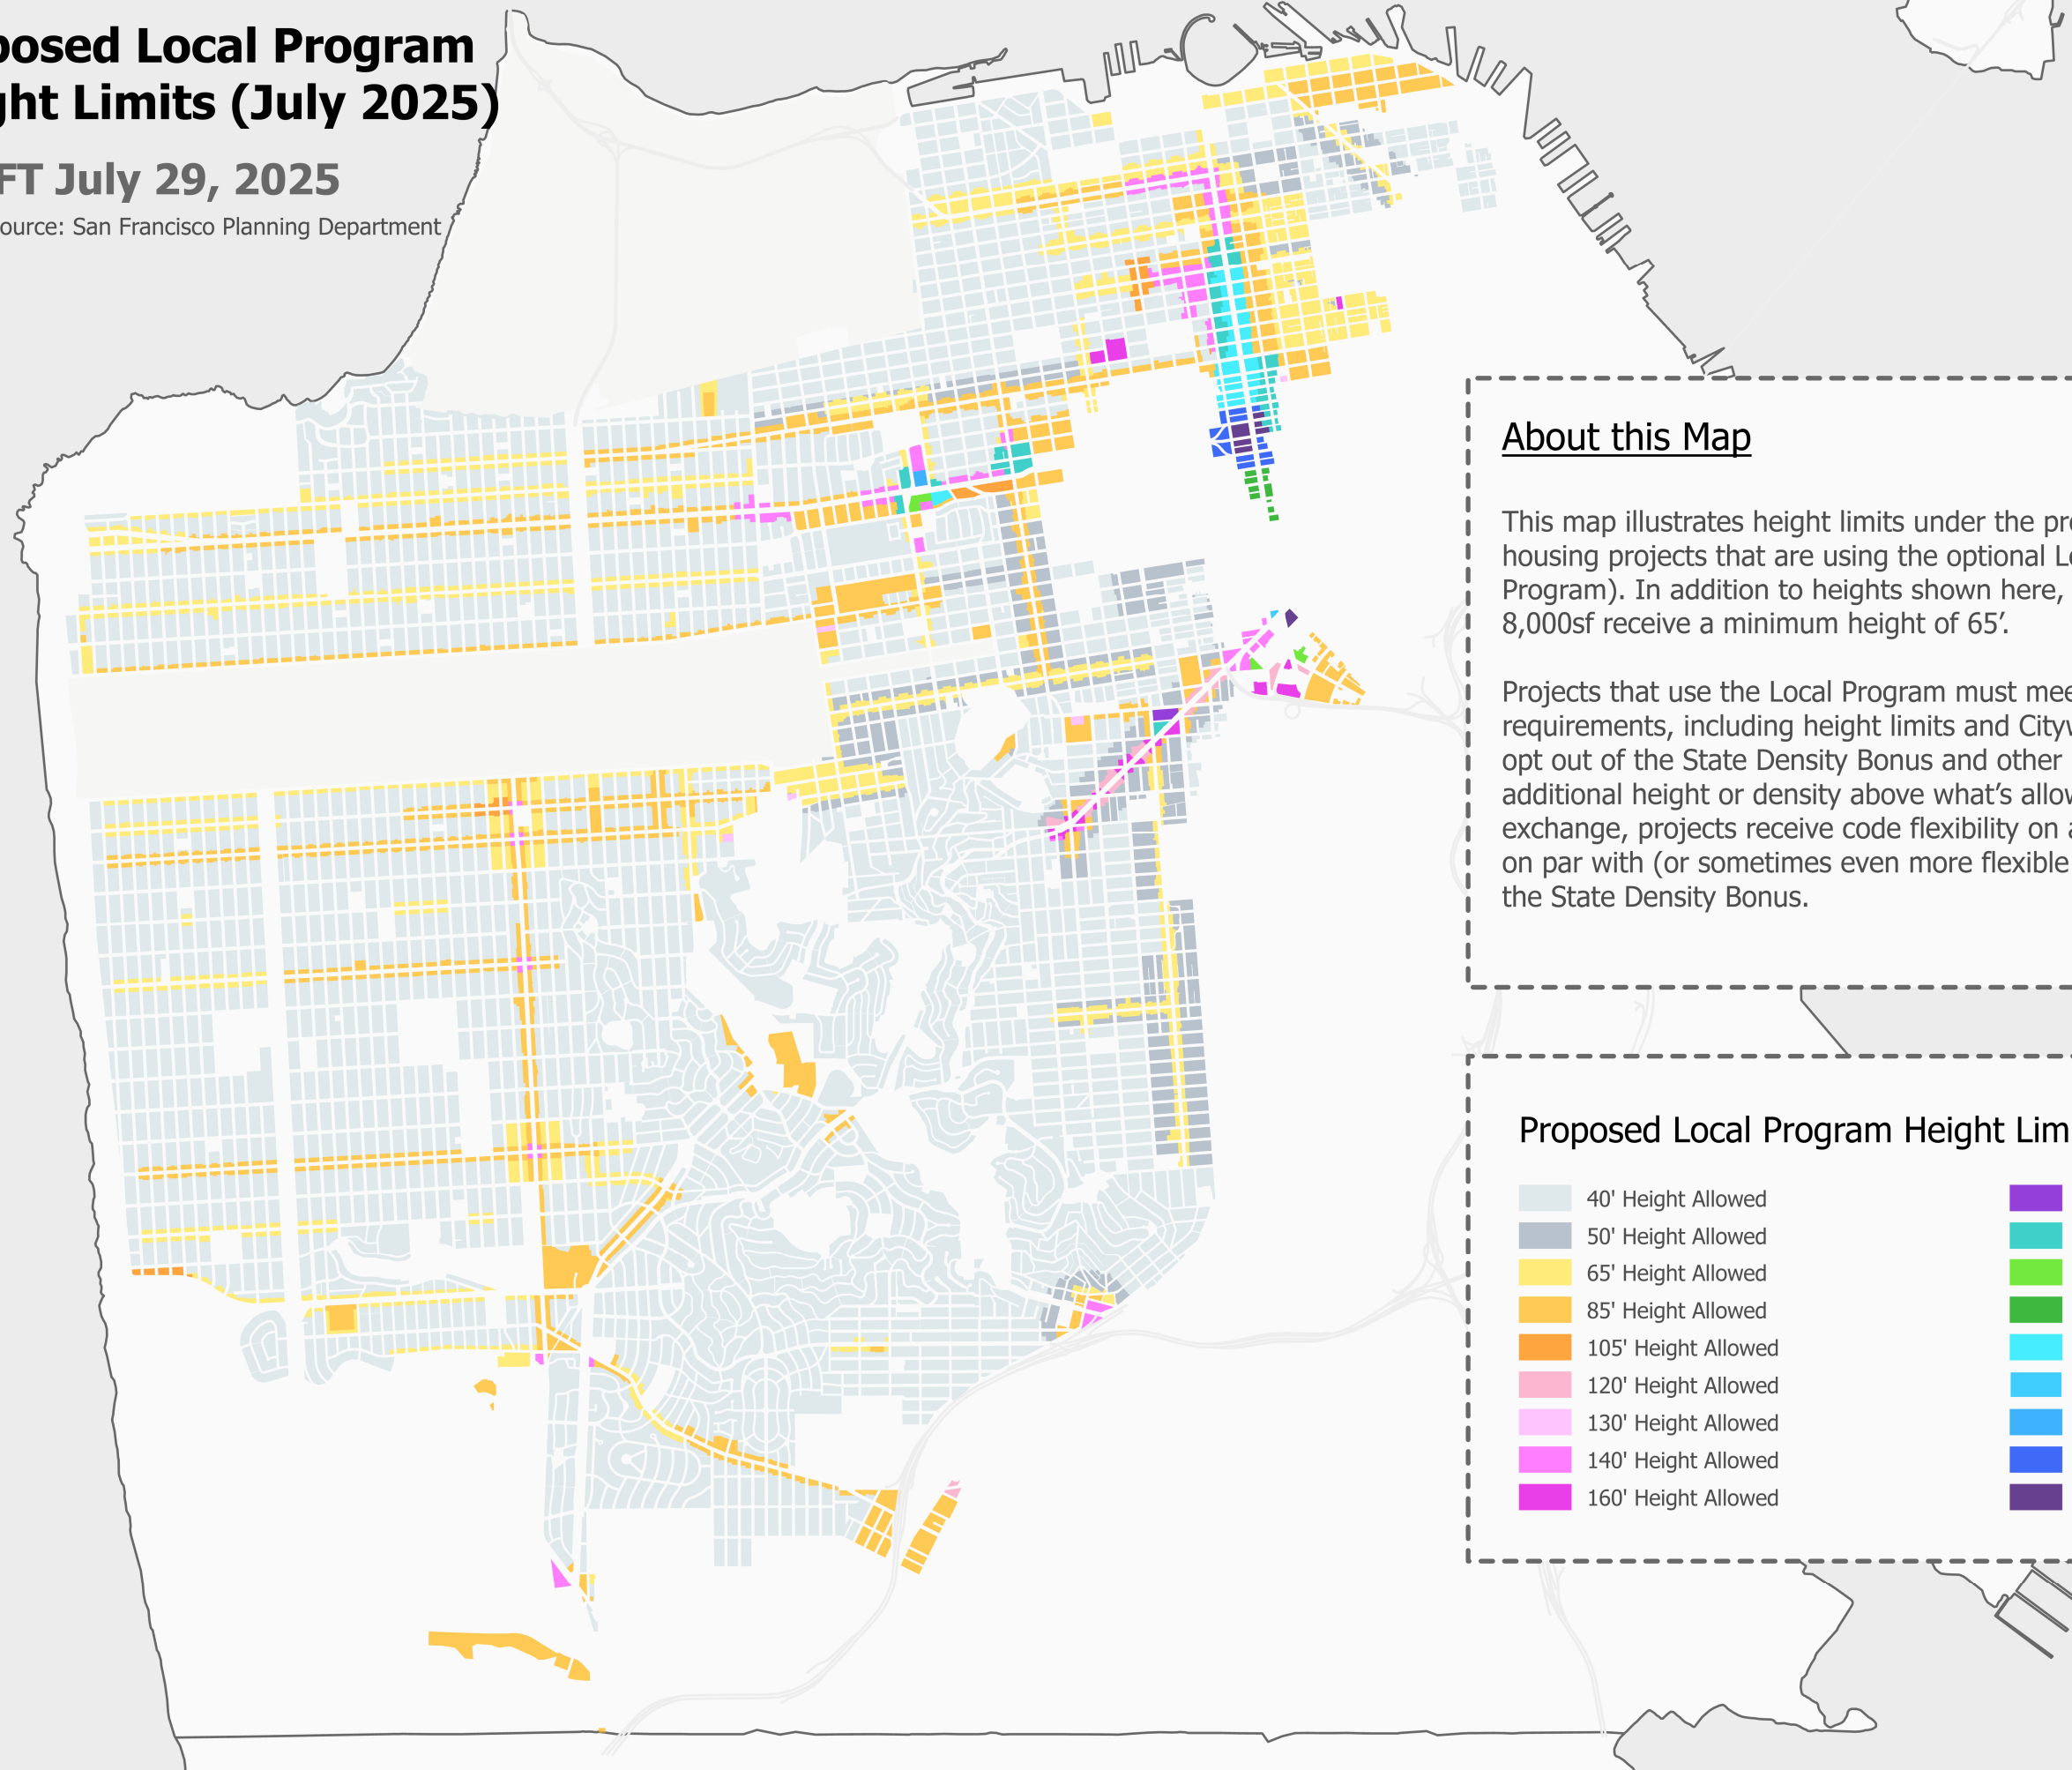 posed Local Program
ght Limits (July 2025)
FT July 29, 2025
ource: San Francisco Planning Department
About this Map
This map illustrates height limits under the pr
housing projects that are using the optional L
Program). In addition to heights shown here,
8,000sf receive a minimum height of 65’.
Projects that use the Local Program must mee
requirements, including height limits and Cityw
opt out of the State Density Bonus and other
additional height or density above what’s allow
exchange, projects receive code flexibility on a
on par with (or sometimes even more flexible
the State Density Bonus.
Proposed Local Program Height Lim
40' Height Allowed
50' Height Allowed
65' Height Allowed
85' Height Allowed
105' Height Allowed
120' Height Allowed
130' Height Allowed
140' Height Allowed
160' Height Allowed